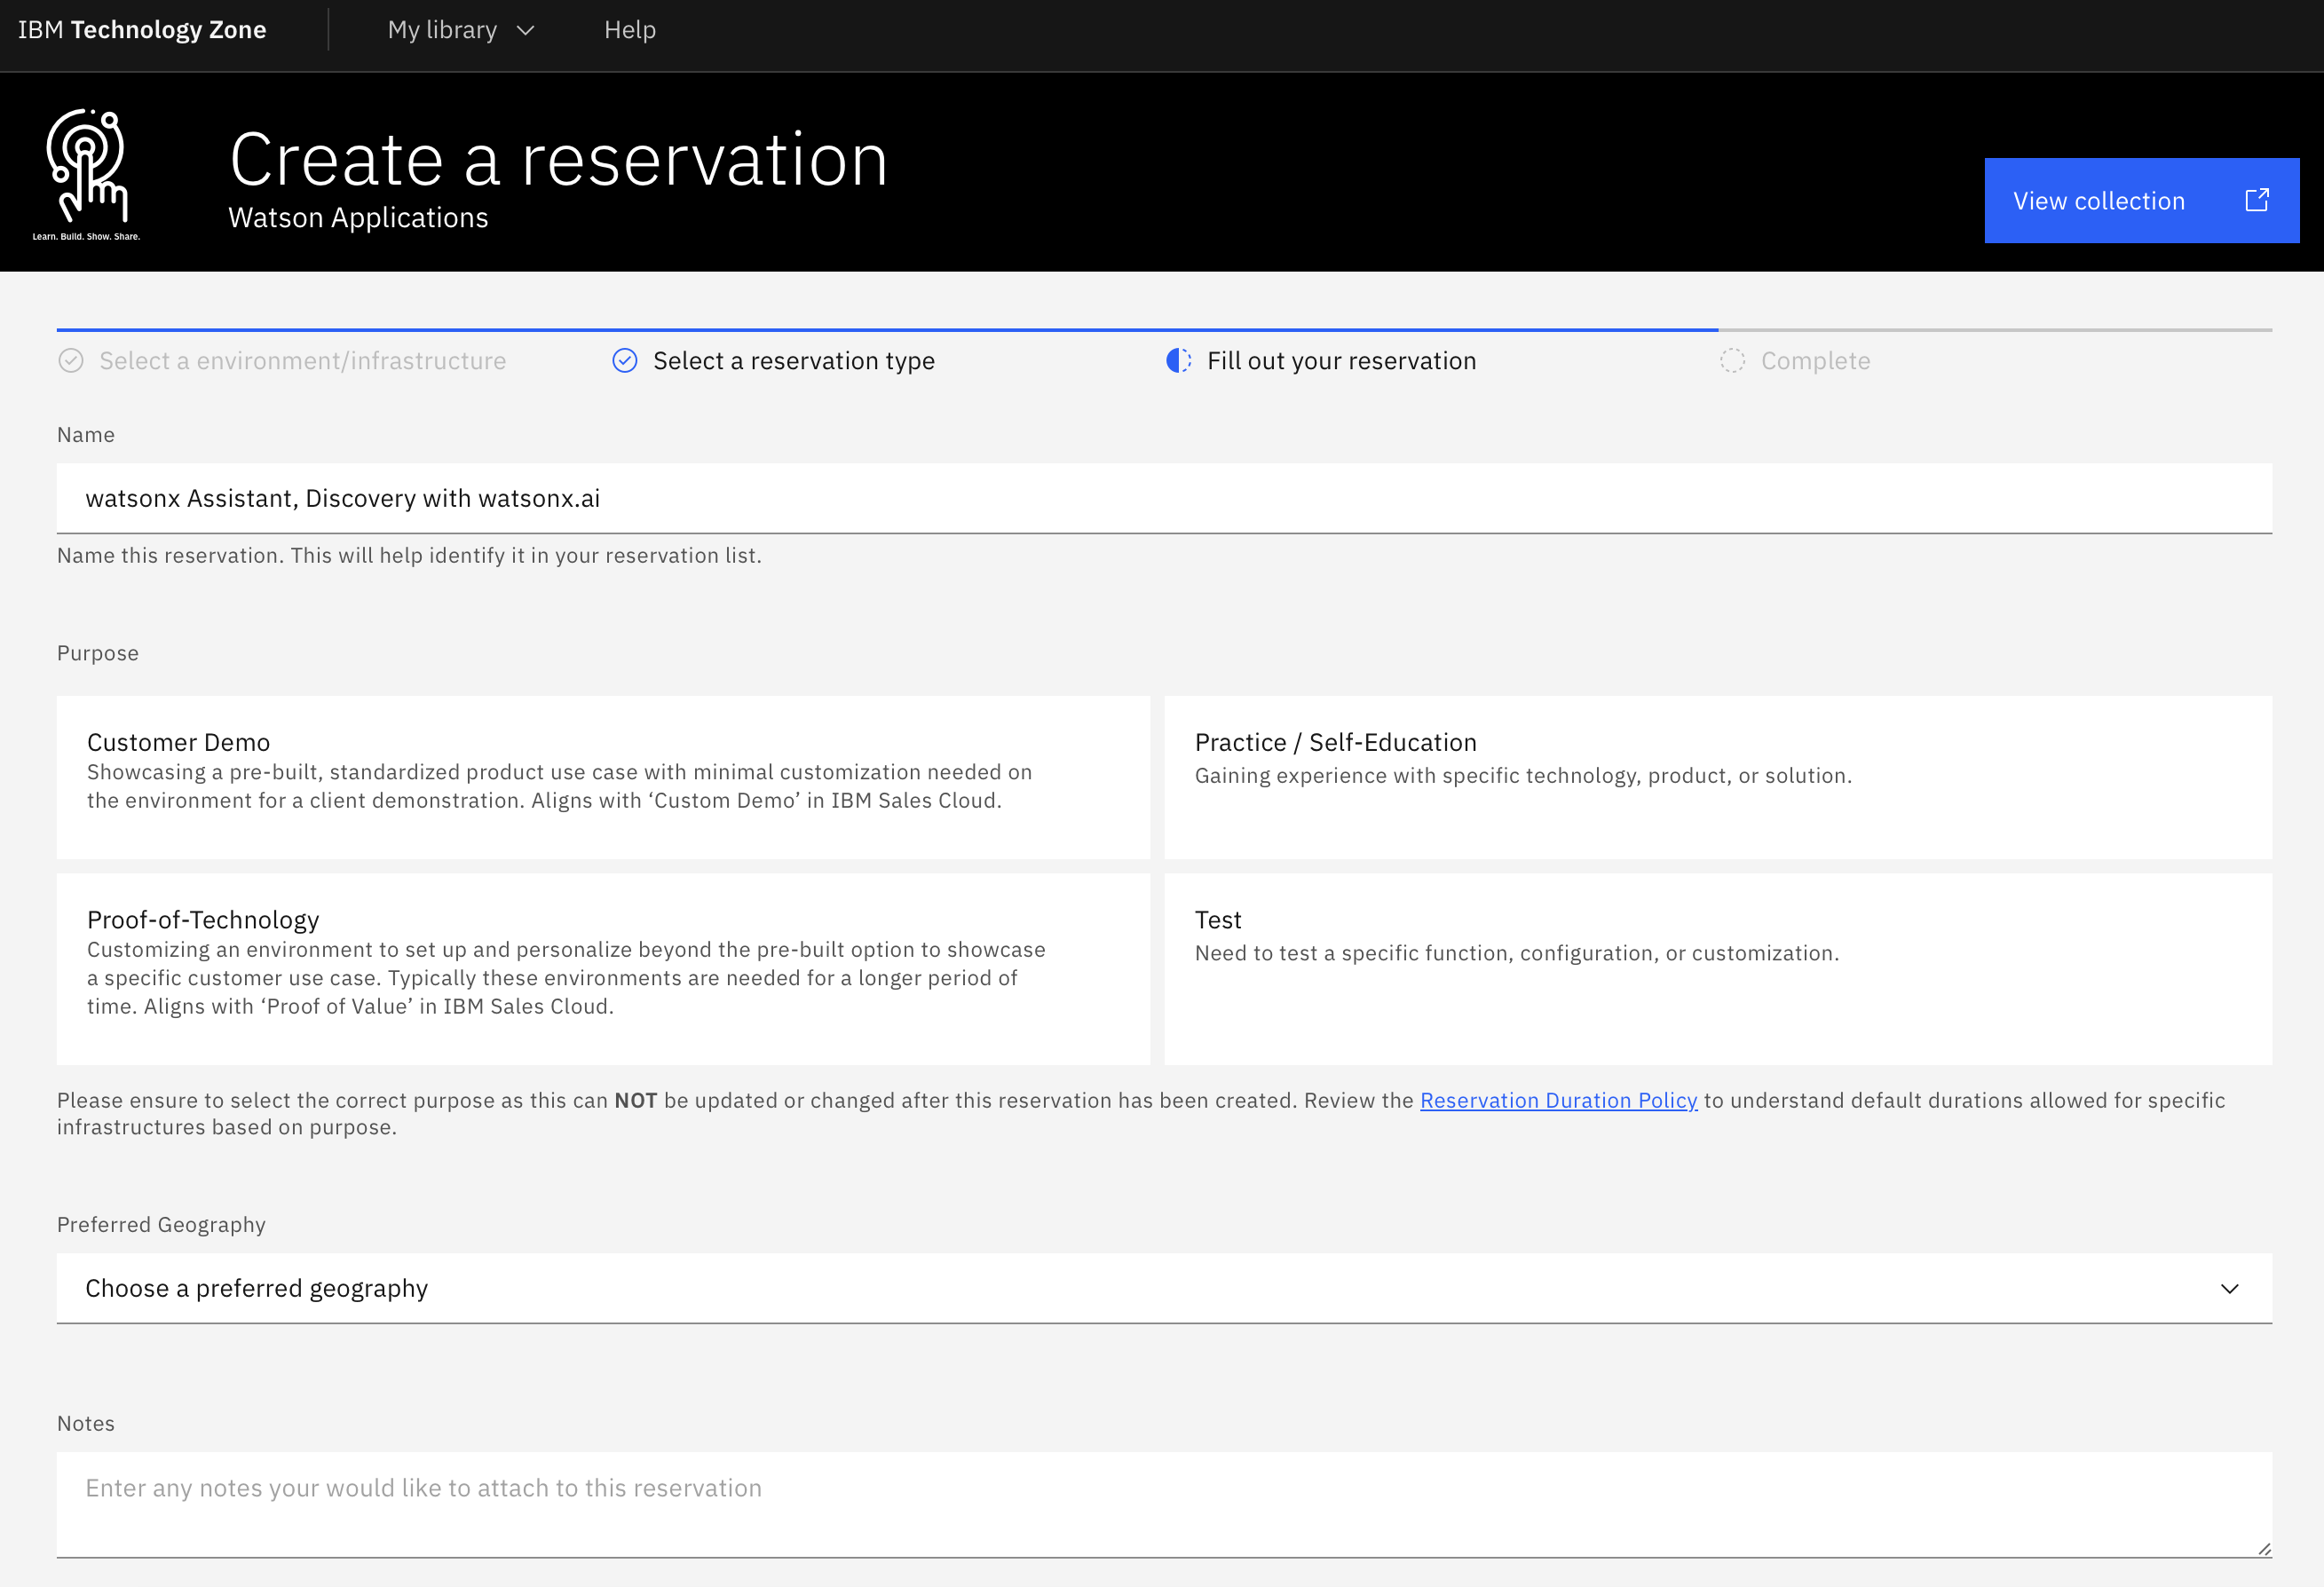 IBM Technology Zone
My library
Help
Learn. Build. Show. Share.
Create a reservation
Watson Applications
View collection
Select a environment/infrastructure
Select a reservation type
Fill out your reservation
Complete
Name
watsonx Assistant, Discovery with watsonx.ai
Name this reservation. This will help identify it in your reservation list.
Purpose
Customer Demo
Showcasing a pre-built, standardized product use case with minimal customization needed on
the environment for a client demonstration. Aligns with ‘Custom Demo’ in IBM Sales Cloud.
Practice / Self-Education
Gaining experience with specific technology, product, or solution.
Proof-of-Technology
Customizing an environment to set up and personalize beyond the pre-built option to showcase
a specific customer use case. Typically these environments are needed for a longer period of
time. Aligns with ‘Proof of Value’ in IBM Sales Cloud.
Test
Need to test a specific function, configuration, or customization.
Please ensure to select the correct purpose as this can NOT be updated or changed after this reservation has been created. Review the Reservation Duration Policy to understand default durations allowed for specific
infrastructures based on purpose.
Preferred Geography
Choose a preferred geography
Notes
Enter any notes your would like to attach to this reservation